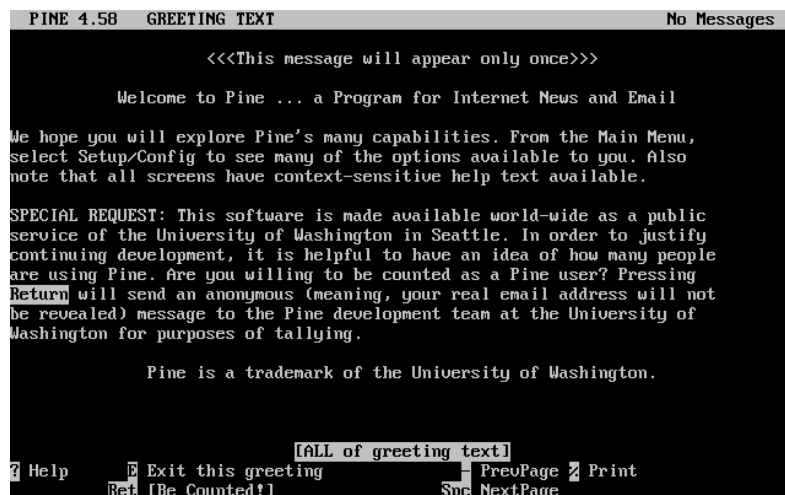 PINE 4.58 GREETING TEXT No Messages
<<<This message will appear only once>>>
Welcome to Pine ... a Program for Internet News and Email
We hope you will explore Pine's many capabilities. From the Main Menu,
select Setup/Config to see many of the options available to you. Also
note that all screens have context-sensitive help text available.
SPECIAL REQUEST: This software is made available world-wide as a public
service of the University of Washington in Seattle. In order to justify
continuing development, it is helpful to have an idea of how many people
are using Pine. Are you willing to be counted as a Pine user? Pressing
Return will send an anonymous (meaning, your real email address will not
be revealed) message to the Pine development team at the University of
Washington for purposes of tallying.
Pine is a trademark of the University of Washington.
[ALL of greeting text]
? Help E Exit this greeting - PrevPage % Print
Ret [Be Counted!] Spc NextPage